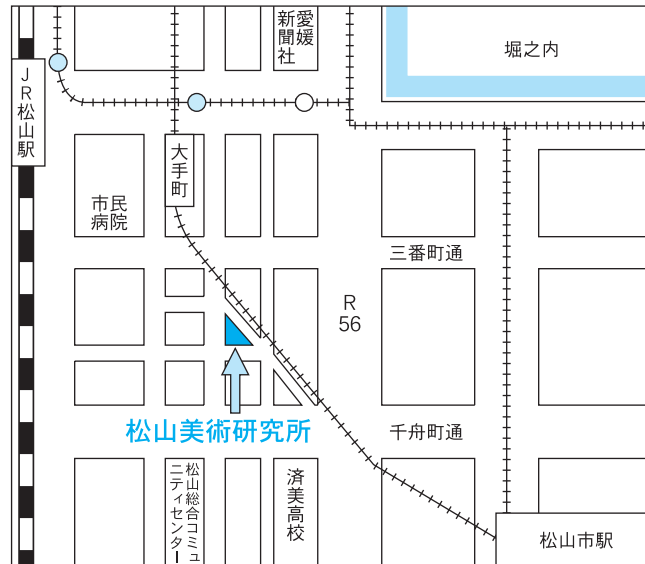 愛媛
新聞社
堀之内
JR松山駅
大手町
市民
病院
三番町通
R
56
松山美術研究所
千舟町通
松山総合コミュ
ニティセンター
済美高校
松山市駅